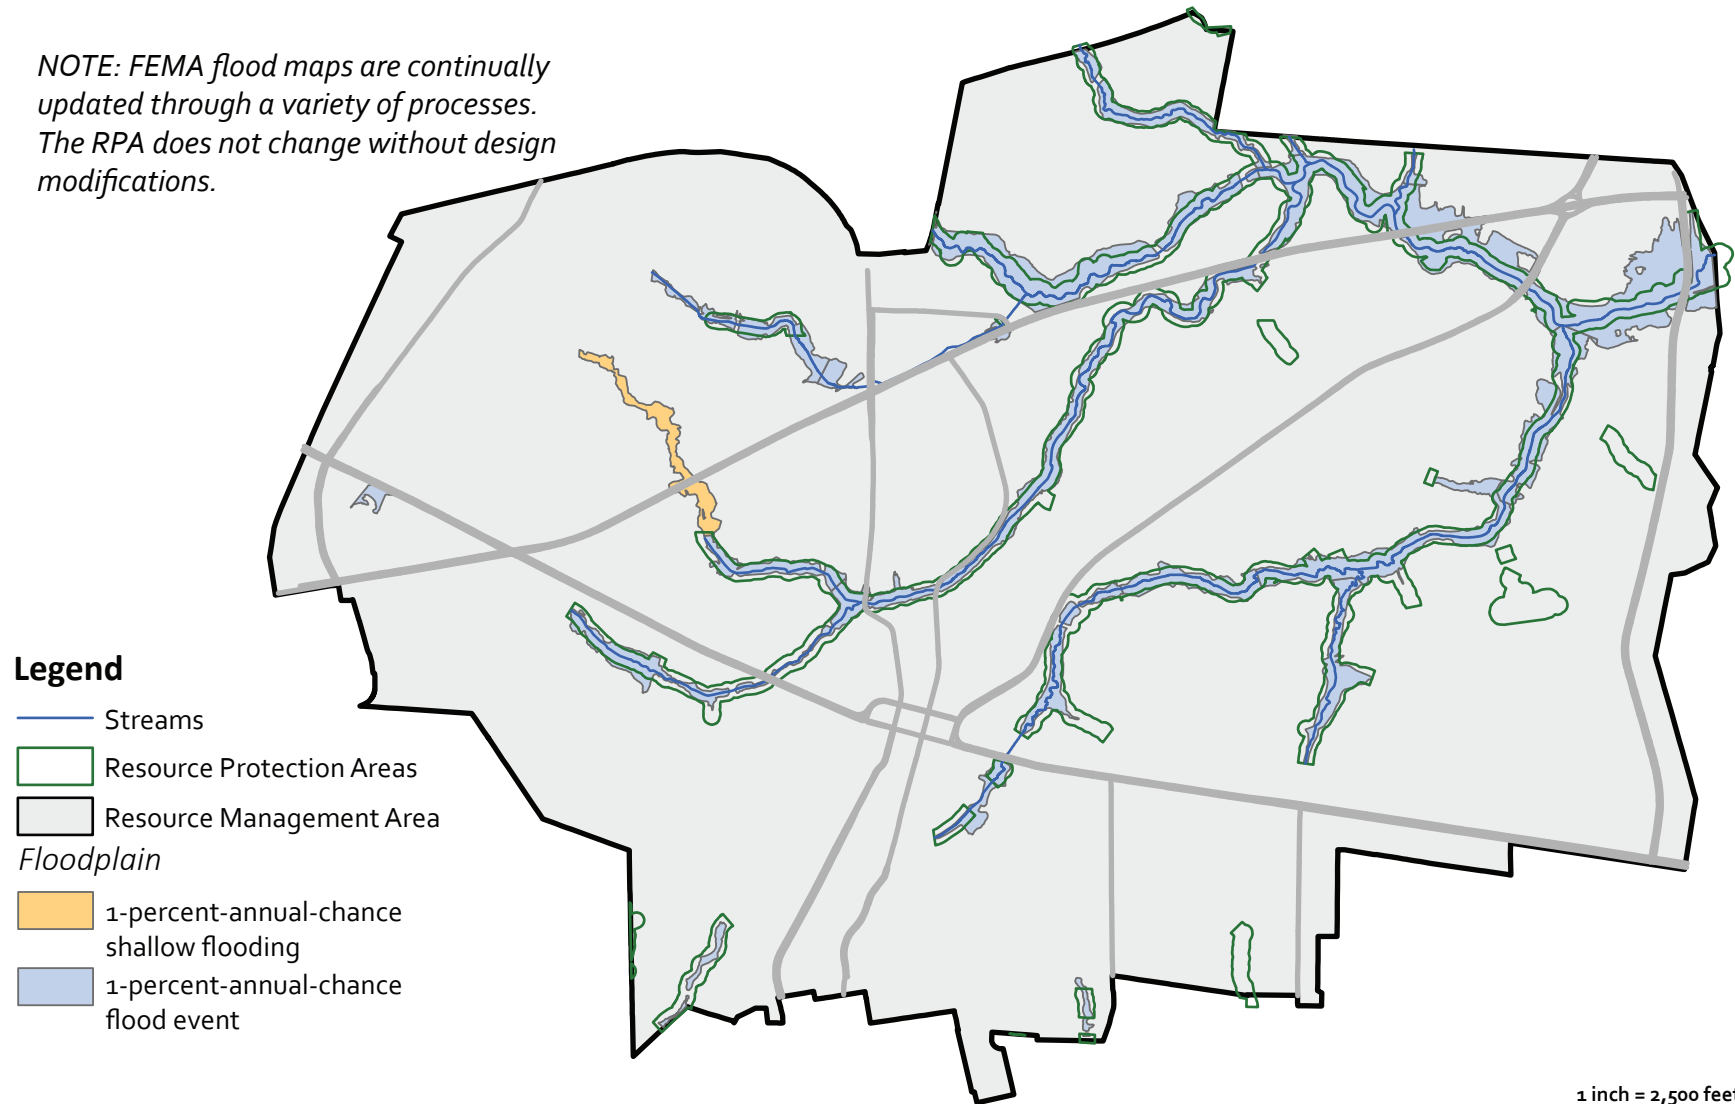 NOTE: FEMA flood maps are continually
updated through a variety of processes.
The RPA does not change without design
modifications.
Legend
Streams
Resource Protection Areas
Resource Management Area
Floodplain
1-percent-annual-chance
shallow flooding
1-percent-annual-chance
flood event
1 inch = 2,500 feet